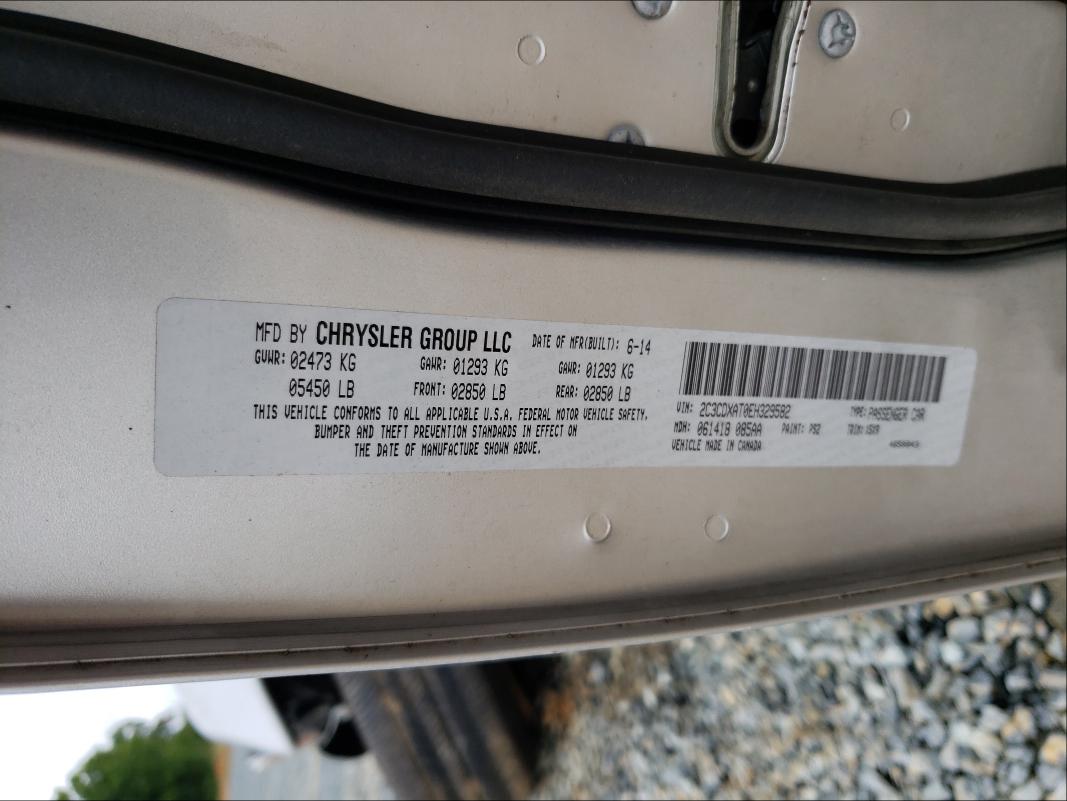 MFD BY CHRYSLER GROUP LLC DATE OF MFR(BUILT): 6-14
GVWR: 02473 KG GAWR: 01293 KG GAWR: 01293 KG
05450 LB FRONT: 02850 LB REAR: 02850 LB
THIS VEHICLE CONFORMS TO ALL APPLICABLE U.S.A. FEDERAL MOTOR VEHICLE SAFETY,
BUMPER AND THEFT PREVENTION STANDARDS IN EFFECT ON
THE DATE OF MANUFACTURE SHOWN ABOVE.
VIN: 2C3CDXAT0EH329582 TYPE: PASSENGER CAR
MDH: 061418 085AA PAINT: PS2 TRIM:
VEHICLE MADE IN CANADA